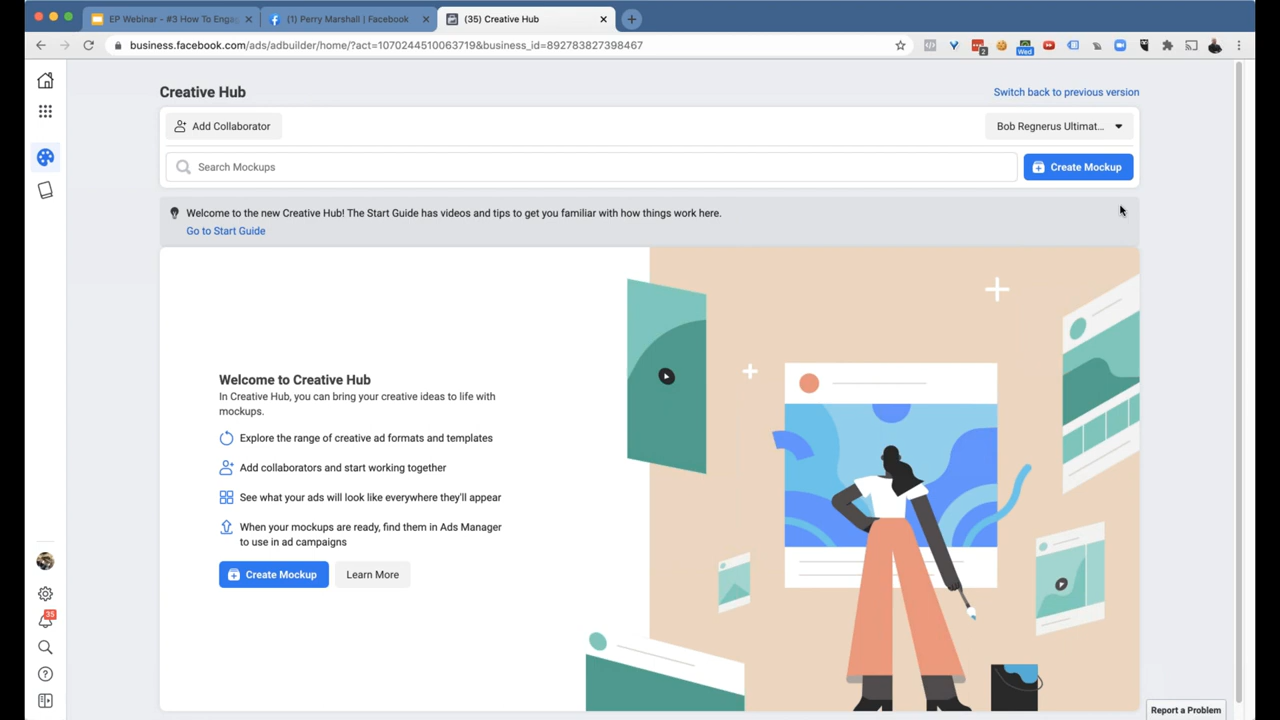 EP Webinar - #3 How To Engag
(1) Perry Marshall | Facebook
(35) Creative Hub
business.facebook.com/ads/adbuilder/home/?act=1070244510063719&business_id=892783827398467
2
Wed
Creative Hub
Switch back to previous version
Add Collaborator
Bob Regnerus Ultimat...
Search Mockups
Create Mockup
Welcome to the new Creative Hub! The Start Guide has videos and tips to get you familiar with how things work here.
Go to Start Guide
Welcome to Creative Hub
In Creative Hub, you can bring your creative ideas to life with
mockups.
Explore the range of creative ad formats and templates
Add collaborators and start working together
See what your ads will look like everywhere they'll appear
When your mockups are ready, find them in Ads Manager
to use in ad campaigns
Create Mockup
Learn More
35
Report a Problem